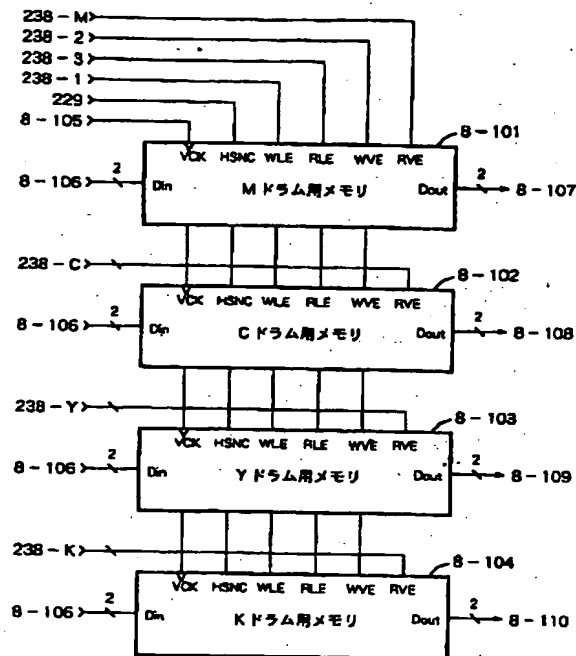 238-M
238-2
238-3
238-1
229
8-105
8-101
VCK HSNC WLE RLE WVE RVE
8-106 2 Din Mドラム用メモリ Dout 2 8-107
238-C
8-102
VCK HSNC WLE RLE WVE RVE
8-106 2 Din Cドラム用メモリ Dout 2 8-108
238-Y
8-103
VCK HSNC WLE RLE WVE RVE
8-106 2 Din Yドラム用メモリ Dout 2 8-109
238-K
8-104
VCK HSNC WLE RLE WVE RVE
8-106 2 Din Kドラム用メモリ Dout 2 8-110